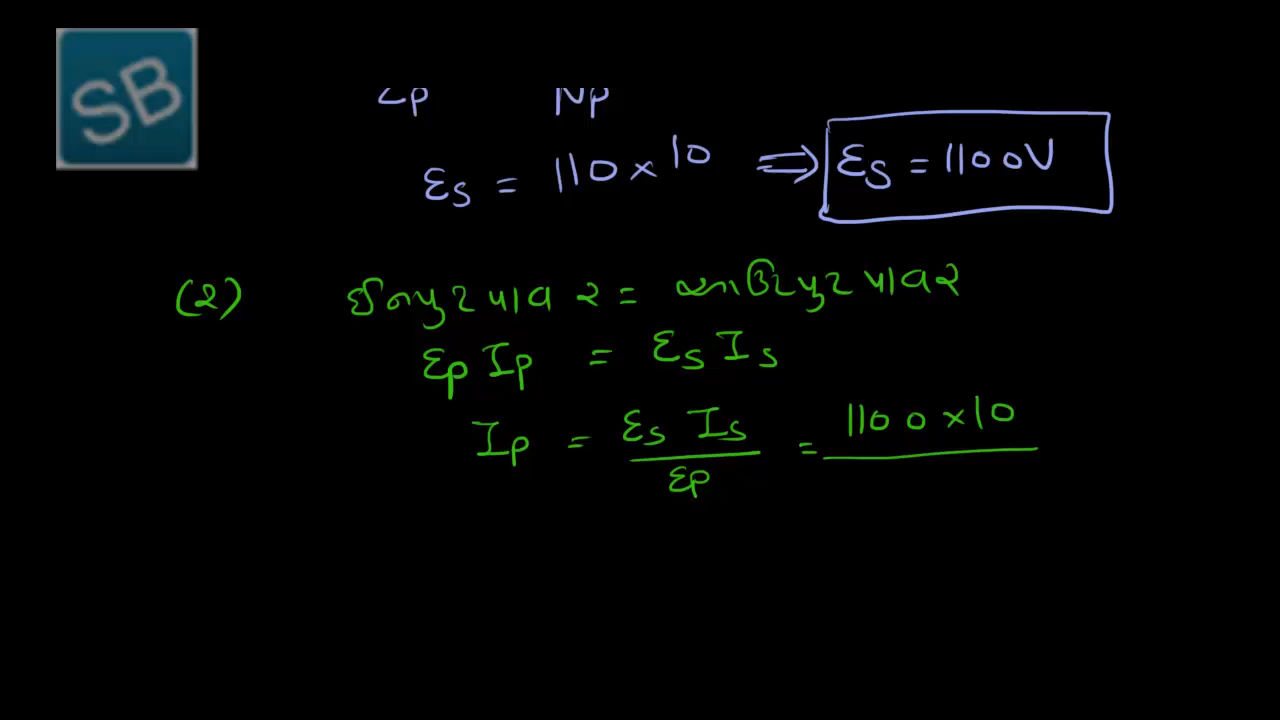 SB
εp Np
εs = 110 × 10 ⇒ εs = 1100V
(2) ઈનપુટ પાવર = આઉટપુટ પાવર
εp Ip = εs Is
Ip = εs Is / εp = 1100 × 10